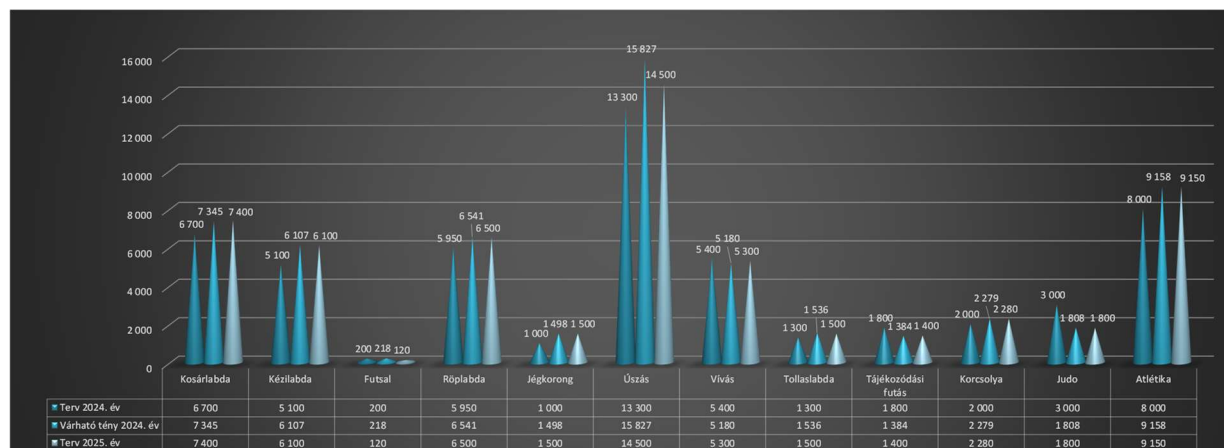 15 827
16 000
14 500
14 000
13 300
12 000
10 000
9 158 9 150
8 000
8 000
7 345 7 400
6 700
6 541
6 500
6 107 6 100
5 950
6 000
5 400 5 180 5 300
5 100
4 000
3 000
2 279 2 280
2 000
2 000
1 808 1 800
1 800
1 384 1 400
1 536
1 300 1 500
1 498 1 500
1 000
200 218 120
0
Kosárlabda Kézilabda Futsal Röplabda Jégkorong Úszás Vívás Tollaslabda Tájékozódási futás Korcsolya Judo Atlétika
Terv 2024. év 6 700 5 100 200 5 950 1 000 13 300 5 400 1 300 1 800 2 000 3 000 8 000
Várható tény 2024. év 7 345 6 107 218 6 541 1 498 15 827 5 180 1 536 1 384 2 279 1 808 9 158
Terv 2025. év 7 400 6 100 120 6 500 1 500 14 500 5 300 1 500 1 400 2 280 1 800 9 150